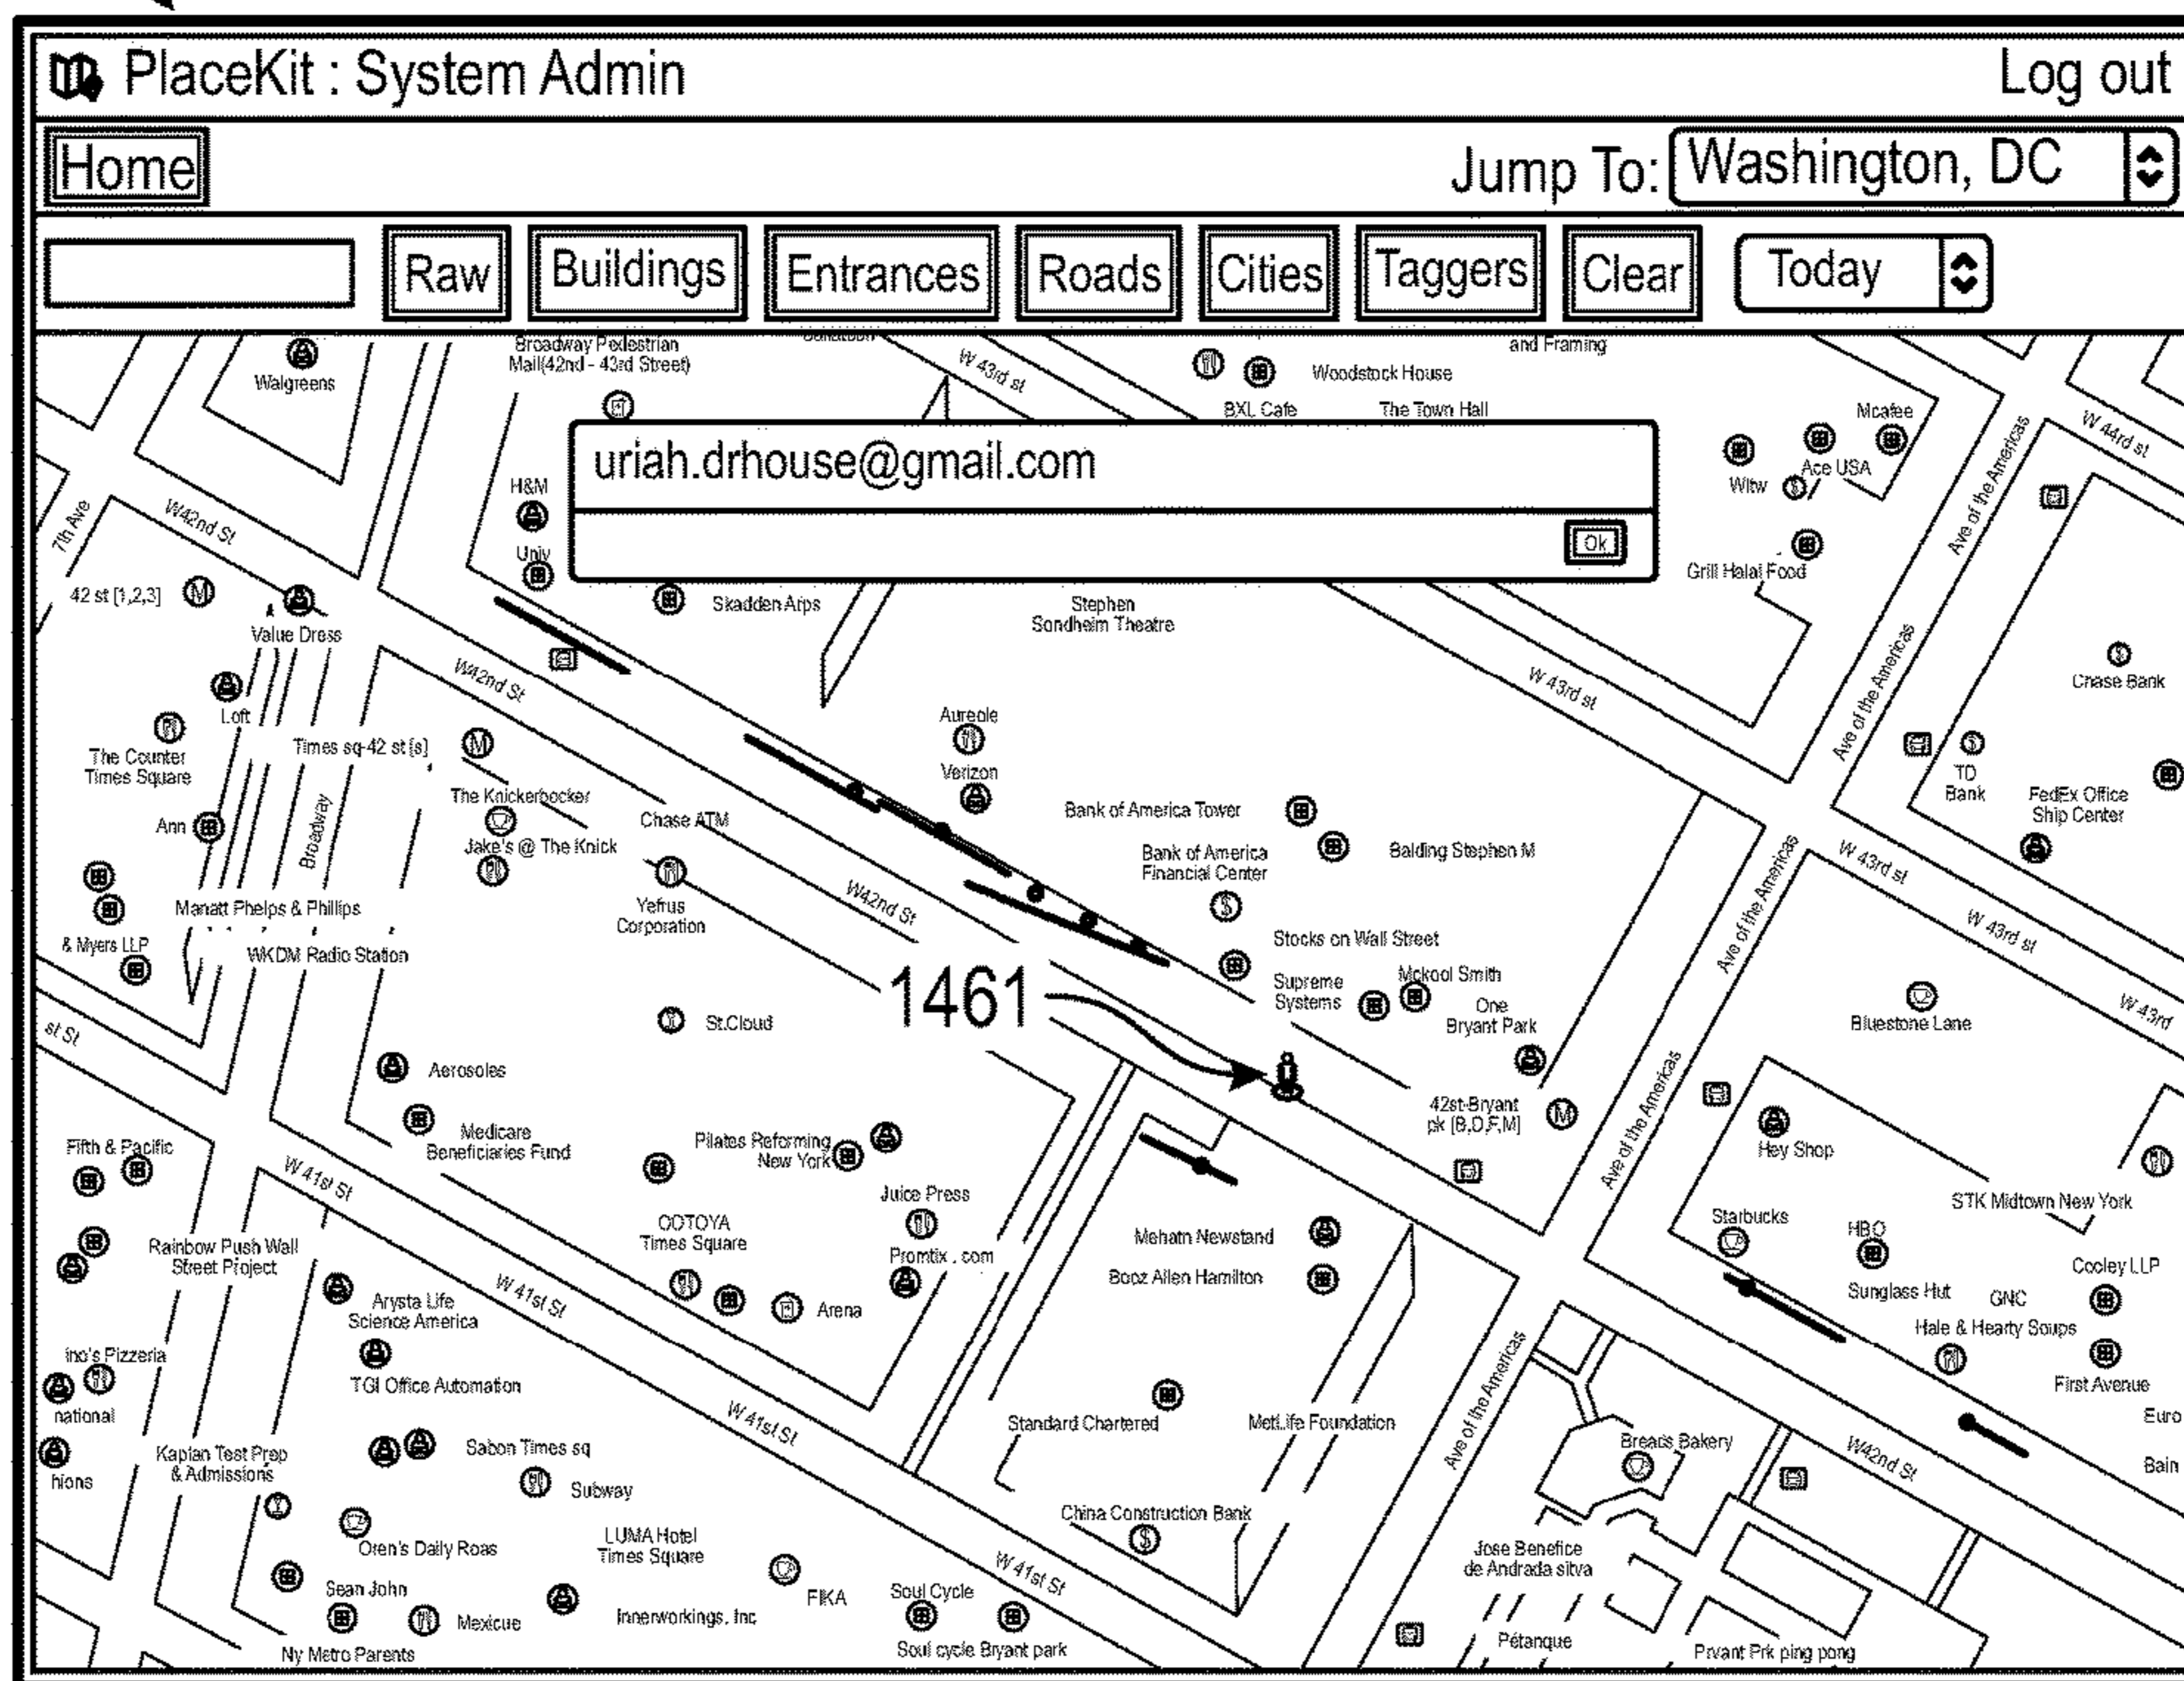 PlaceKit : System Admin
Log out
Home
Jump To:
Washington, DC
Raw
Buildings
Entrances
Roads
Cities
Taggers
Clear
Today
Broadway Pedestrian
Mall(42nd - 43rd Street)
and Framing
W 43rd st
Walgreens
Woodstock House
BXL Cafe
The Town Hall
Mcafee
W 44rd st
uriah.drhouse@gmail.com
Ok
H&M
Univ
Witw
Ace USA
Ave of the Americas
7th Ave
W42nd St
Grill Halal Food
42 st [1,2,3]
Value Dress
Skadden Arps
Stephen
Sondheim Theatre
W42nd St
W 43rd st
Ave of the Americas
Chase Bank
Loft
The Counter
Times Square
Times sq-42 st [s]
Aureole
Verizon
TD
Bank
FedEx Office
Ship Center
The Knickerbocker
Chase ATM
Bank of America Tower
Ann
Broadway
Jake's @ The Knick
Bank of America
Financial Center
Balding Stephen M
W 43rd st
Manatt Phelps & Phillips
Yefrus
Corporation
W42nd St
Ave of the Americas
W 43rd st
& Myers LLP
WKDM Radio Station
Stocks on Wall Street
Supreme
Systems
Mckool Smith
One
Bryant Park
1461
W 43rd
st St
St.Cloud
Bluestone Lane
Aerosoles
42st-Bryant
pk [B,D,F,M]
Ave of the Americas
Medicare
Beneficiaries Fund
Pilates Reforming
New York
Hey Shop
Fifth & Pacific
W 41st St
Juice Press
STK Midtown New York
OOTOYA
Times Square
Mehatn Newstand
Starbucks
HBO
Rainbow Push Wall
Street Project
Promtix . com
Booz Allen Hamilton
Cooley LLP
W 41st St
Sunglass Hut
GNC
Arysta Life
Science America
Arena
Hale & Hearty Soups
ino's Pizzeria
TGI Office Automation
First Avenue
national
W 41st St
Standard Chartered
MetLife Foundation
Ave of the Americas
Euro
Kaplan Test Prep
& Admissions
Sabon Times sq
Breads Bakery
W42nd St
Bain
hions
Subway
China Construction Bank
Oren's Daily Roas
LUMA Hotel
Times Square
Jose Benefice
de Andrada sitva
W 41st St
Sean John
Mexicue
Innerworkings, Inc
FIKA
Soul Cycle
Ny Metro Parents
Soul cycle Bryant park
Pétanque
Prvant Prk ping pong